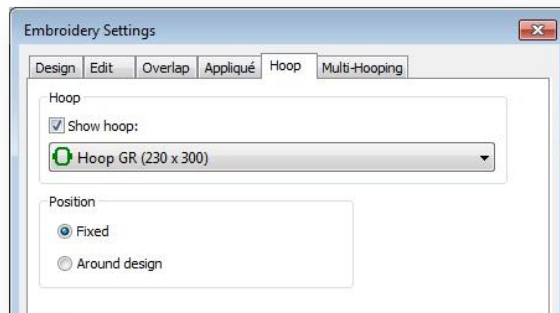 Embroidery Settings
Design Edit Overlap Appliqué Hoop Multi-Hooping
Hoop
Show hoop:
Hoop GR (230 x 300)
Position
Fixed
Around design